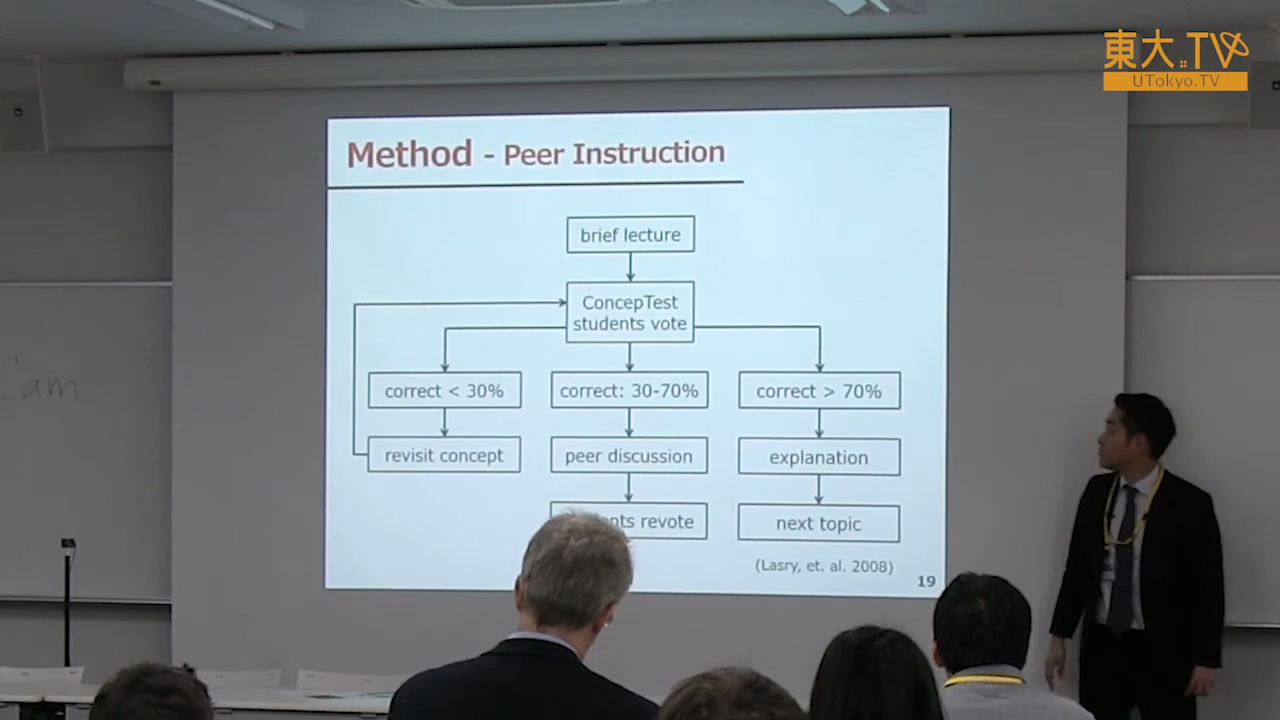 東大.TV
UTokyo.TV
Method - Peer Instruction
brief lecture
ConcepTest
students vote
correct < 30%
correct: 30-70%
correct > 70%
revisit concept
peer discussion
explanation
revote
next topic
(Lasry, et. al. 2008)
19